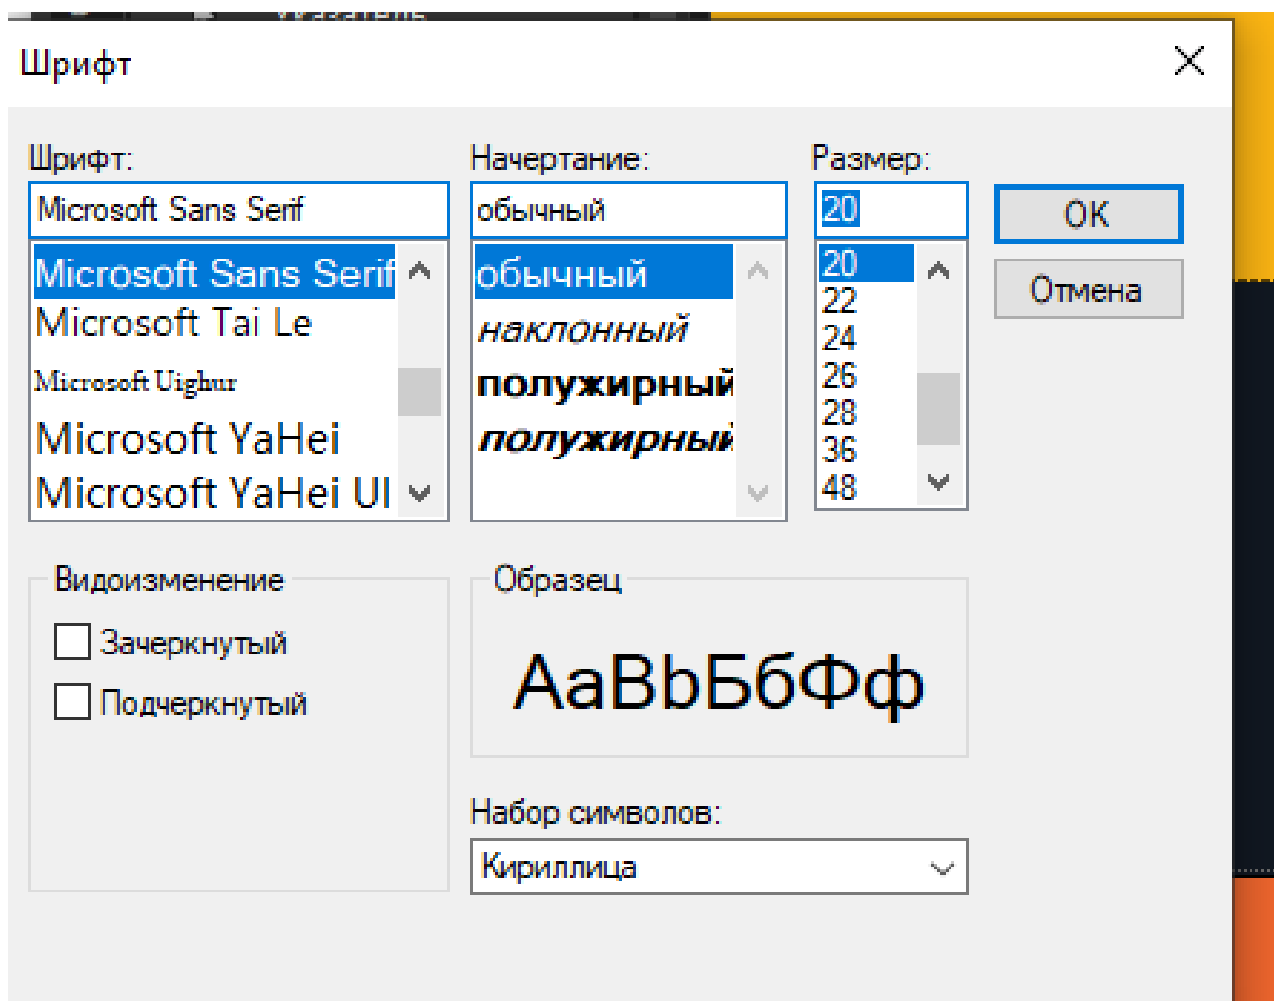 Указатель
Шрифт
Шрифт:
Microsoft Sans Serif
Microsoft Sans Serif
Microsoft Tai Le
Microsoft Uighur
Microsoft YaHei
Microsoft YaHei UI
Начертание:
обычный
обычный
наклонный
полужирный
полужирный
Размер:
20
20
22
24
26
28
36
48
OK
Отмена
Видоизменение
Зачеркнутый
Подчеркнутый
Образец
АаВbБбФф
Набор символов:
Кириллица